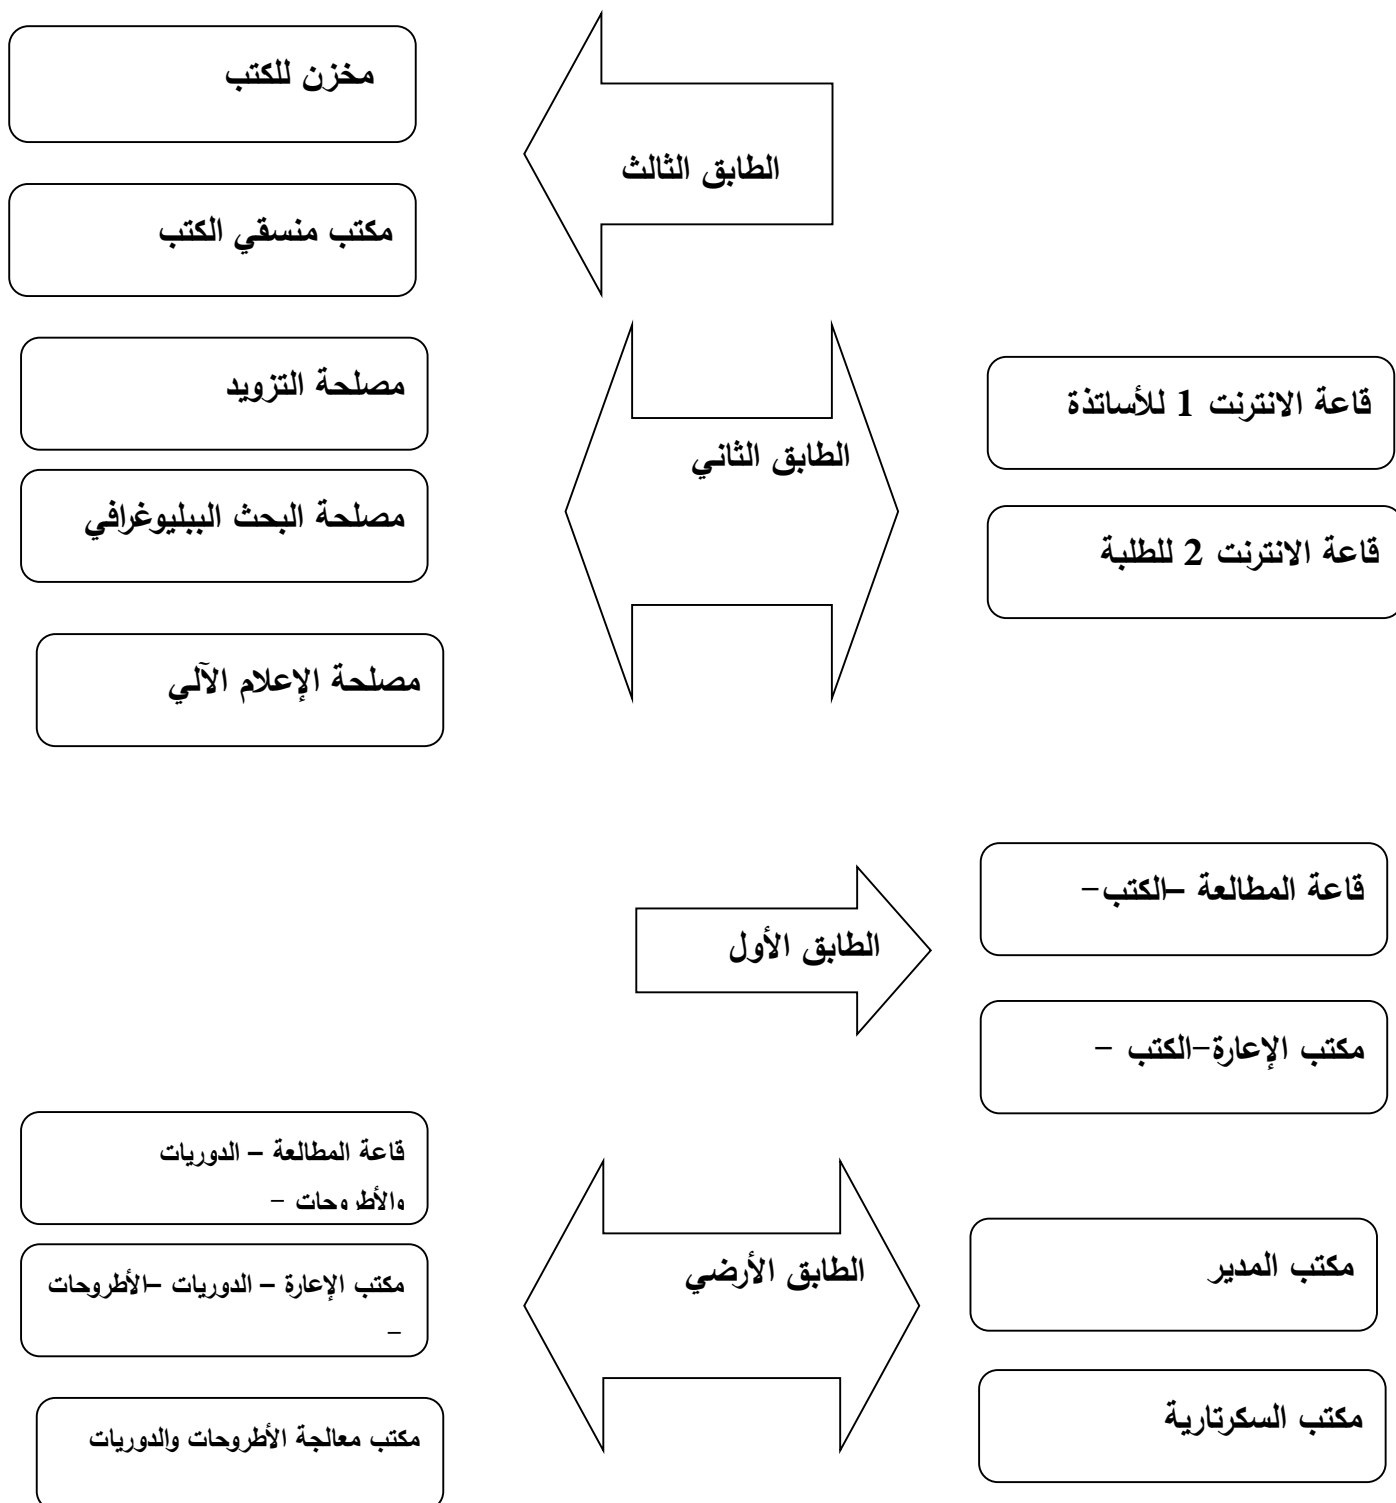 مخزن للكتب
الطابق الثالث
مكتب منسقي الكتب
قاعة الانترنت 1 للأساتذة
مصلحة التزويد
الطابق الثاني
قاعة الانترنت 2 للطلبة
مصلحة البحث الببليوغرافي
مصلحة الإعلام الآلي
قاعة المطالعة –الكتب-
الطابق الأول
مكتب الإعارة-الكتب -
قاعة المطالعة – الدوريات
والأطروحات -
مكتب المدير
الطابق الأرضي
مكتب الإعارة – الدوريات –الأطروحات
-
مكتب السكرتارية
مكتب معالجة الأطروحات والدوريات